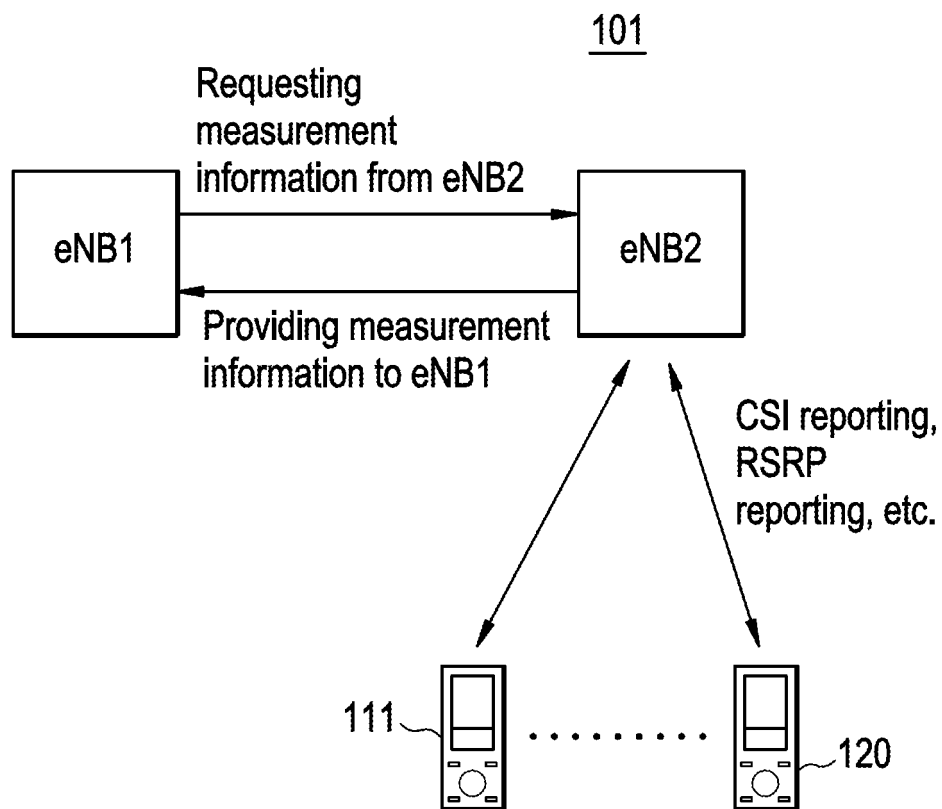 101
Requesting
measurement
information from eNB2
eNB1
eNB2
Providing measurement
information to eNB1
CSI reporting,
RSRP
reporting, etc.
111
120